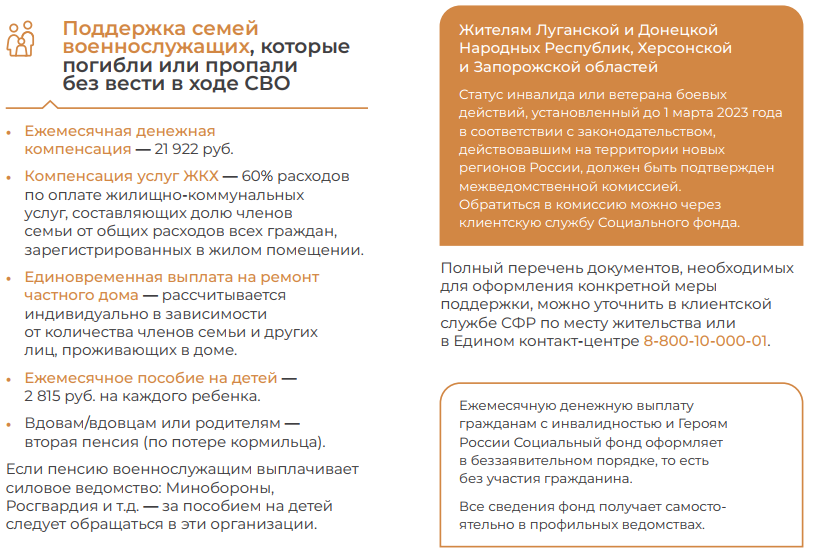 Поддержка семей
военнослужащих, которые
погибли или пропали
без вести в ходе СВО
• Ежемесячная денежная
компенсация — 21 922 руб.
• Компенсация услуг ЖКХ — 60% расходов
по оплате жилищно-коммунальных
услуг, составляющих долю членов
семьи от общих расходов всех граждан,
зарегистрированных в жилом помещении.
• Единовременная выплата на ремонт
частного дома — рассчитывается
индивидуально в зависимости
от количества членов семьи и других
лиц, проживающих в доме.
• Ежемесячное пособие на детей —
2 815 руб. на каждого ребенка.
• Вдовам/вдовцам или родителям —
вторая пенсия (по потере кормильца).
Если пенсию военнослужащим выплачивает
силовое ведомство: Минобороны,
Росгвардия и т.д. — за пособием на детей
следует обращаться в эти организации.
Жителям Луганской и Донецкой
Народных Республик, Херсонской
и Запорожской областей
Статус инвалида или ветерана боевых
действий, установленный до 1 марта 2023 года
в соответствии с законодательством,
действовавшим на территории новых
регионов России, должен быть подтвержден
межведомственной комиссией.
Обратиться в комиссию можно через
клиентскую службу Социального фонда.
Полный перечень документов, необходимых
для оформления конкретной меры
поддержки, можно уточнить в клиентской
службе СФР по месту жительства или
в Едином контакт-центре 8-800-10-000-01.
Ежемесячную денежную выплату
гражданам с инвалидностью и Героям
России Социальный фонд оформляет
в беззаявительном порядке, то есть
без участия гражданина.
Все сведения фонд получает самосто-
ятельно в профильных ведомствах.